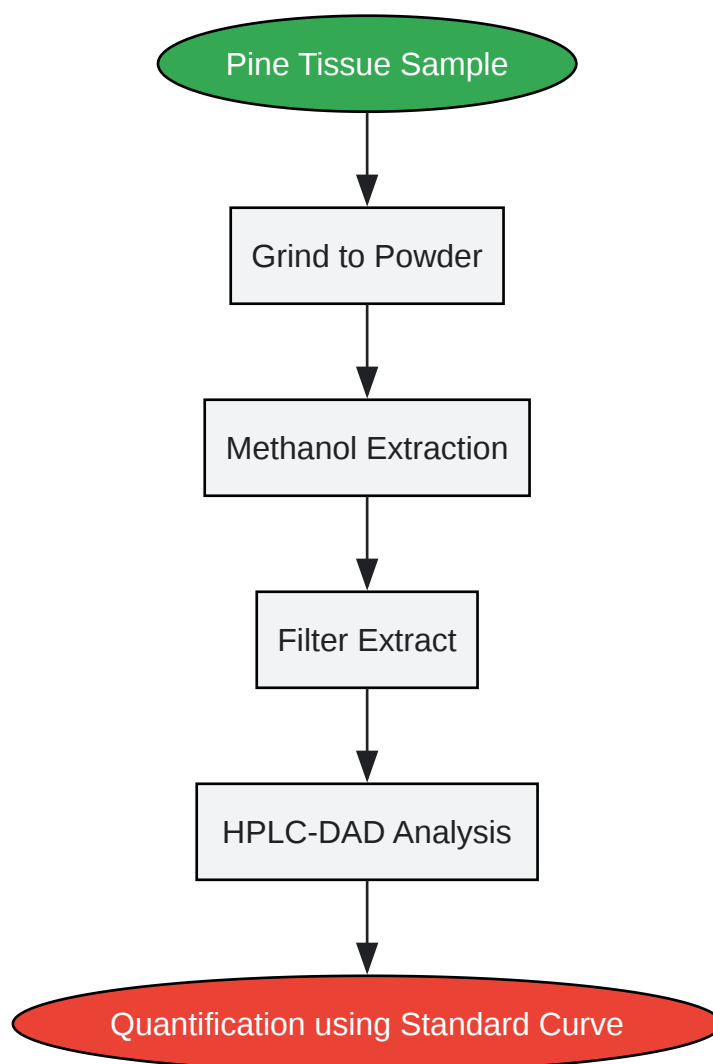 Pine Tissue Sample
Grind to Powder
Methanol Extraction
Filter Extract
HPLC-DAD Analysis
Quantification using Standard Curve